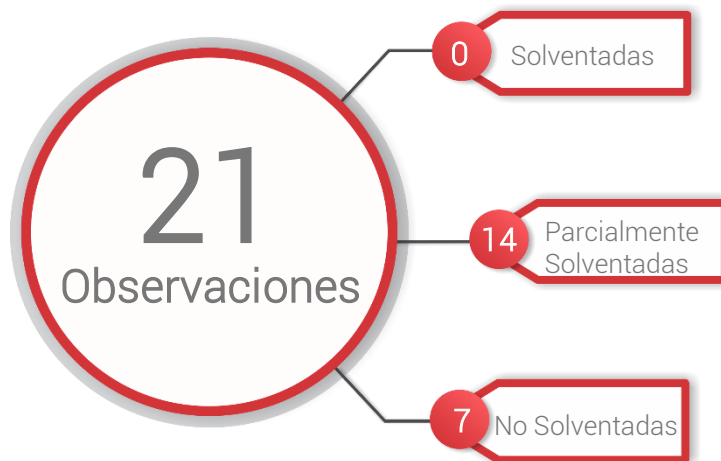 21
Observaciones
0
Solventadas
14
Parcialmente
Solventadas
7
No Solventadas